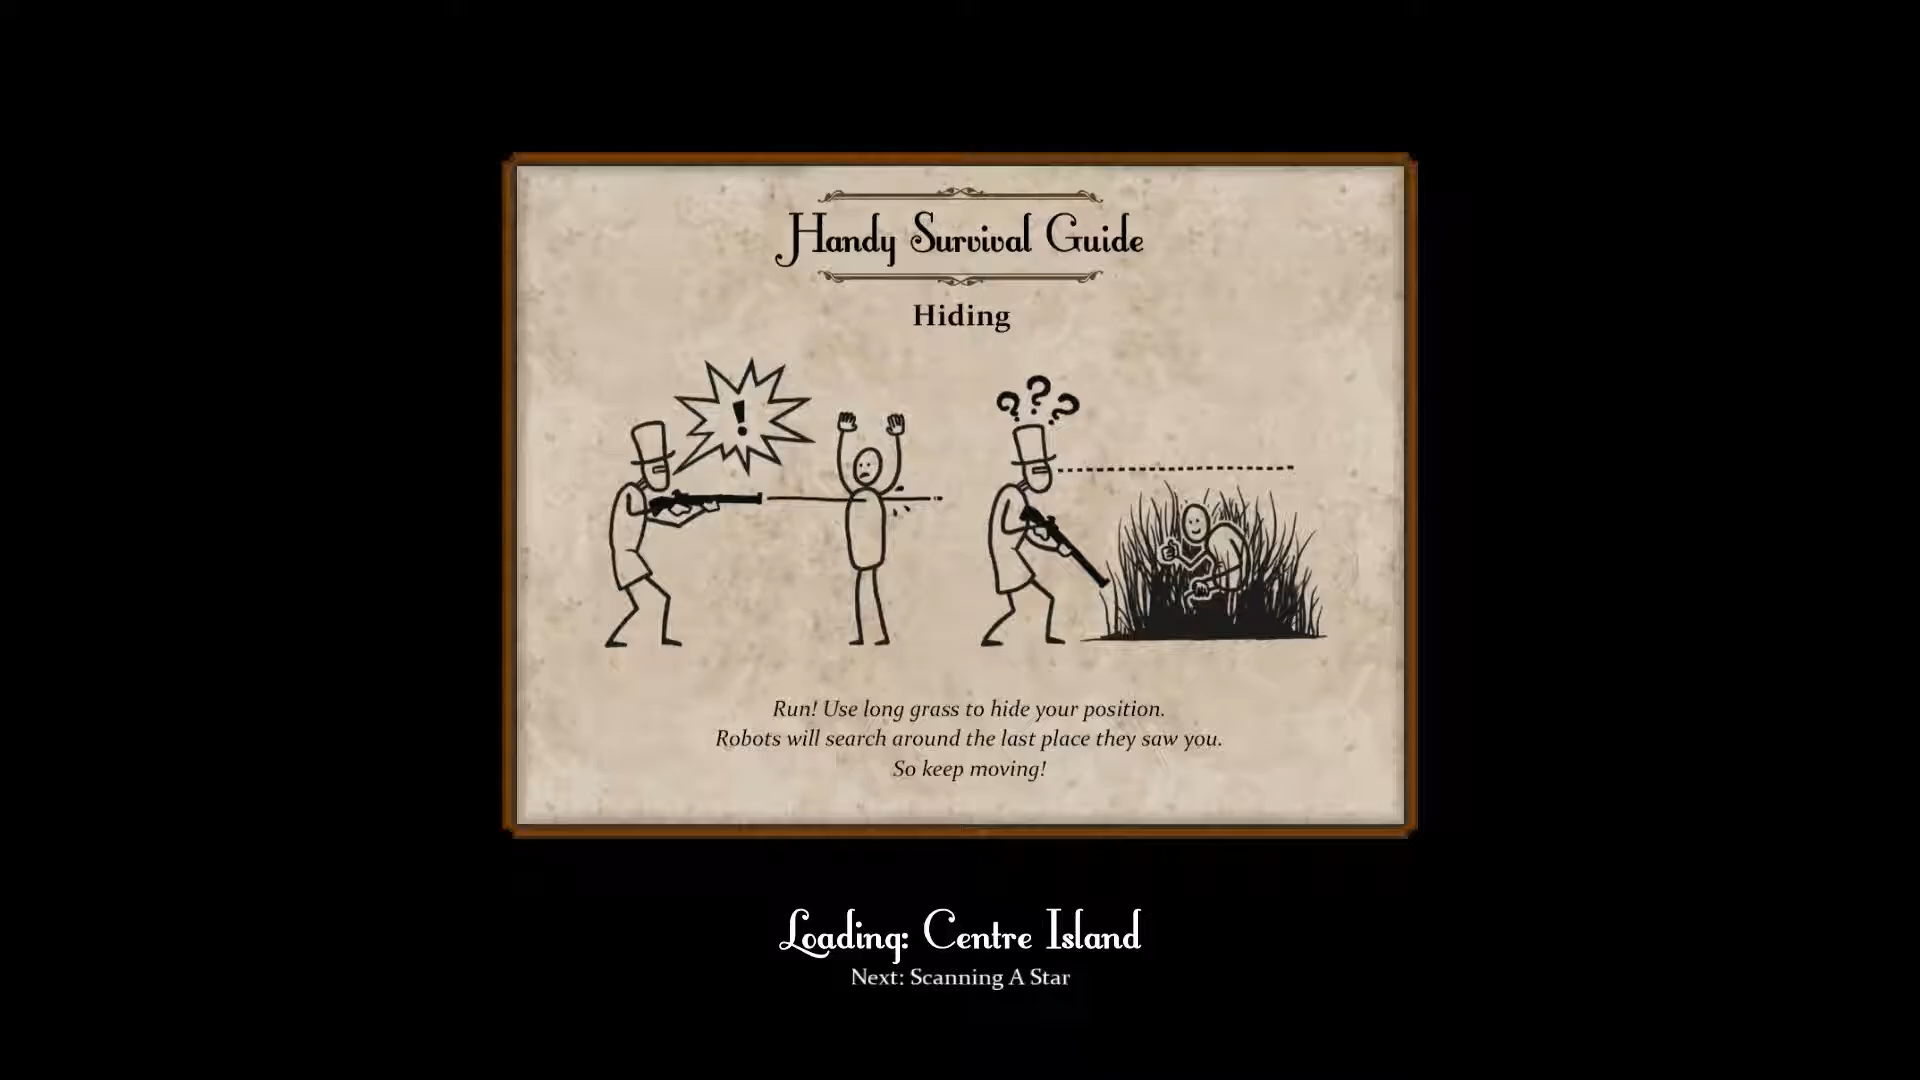 Handy Survival Guide
Hiding
!
? ? ?
Run! Use long grass to hide your position.
Robots will search around the last place they saw you.
So keep moving!
Loading: Centre Island
Next: Scanning A Star